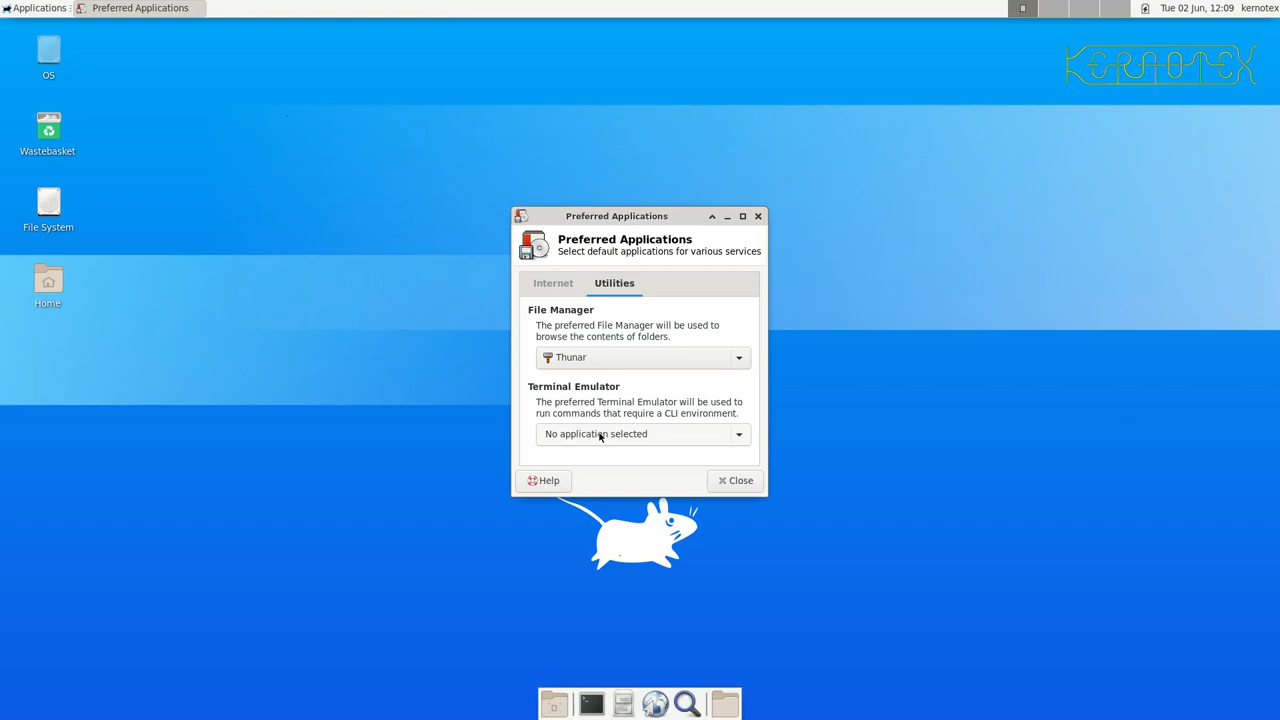 Applications
Preferred Applications
Tue 02 Jun, 12:09
kernotex
OS
KERNOTEX
Wastebasket
File System
Home
Preferred Applications
Preferred Applications
Select default applications for various services
Internet
Utilities
File Manager
The preferred File Manager will be used to
browse the contents of folders.
Thunar
Terminal Emulator
The preferred Terminal Emulator will be used to
run commands that require a CLI environment.
No application selected
Help
Close